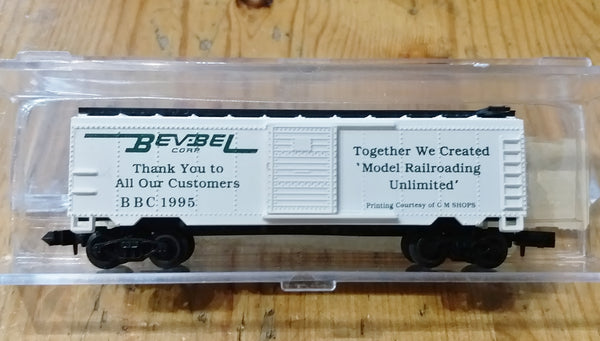 BEV-BEL
CORP.
Thank You to
All Our Customers
BBC 1995
Together We Created
'Model Railroading
Unlimited'
Printing Courtesy of C M SHOPS